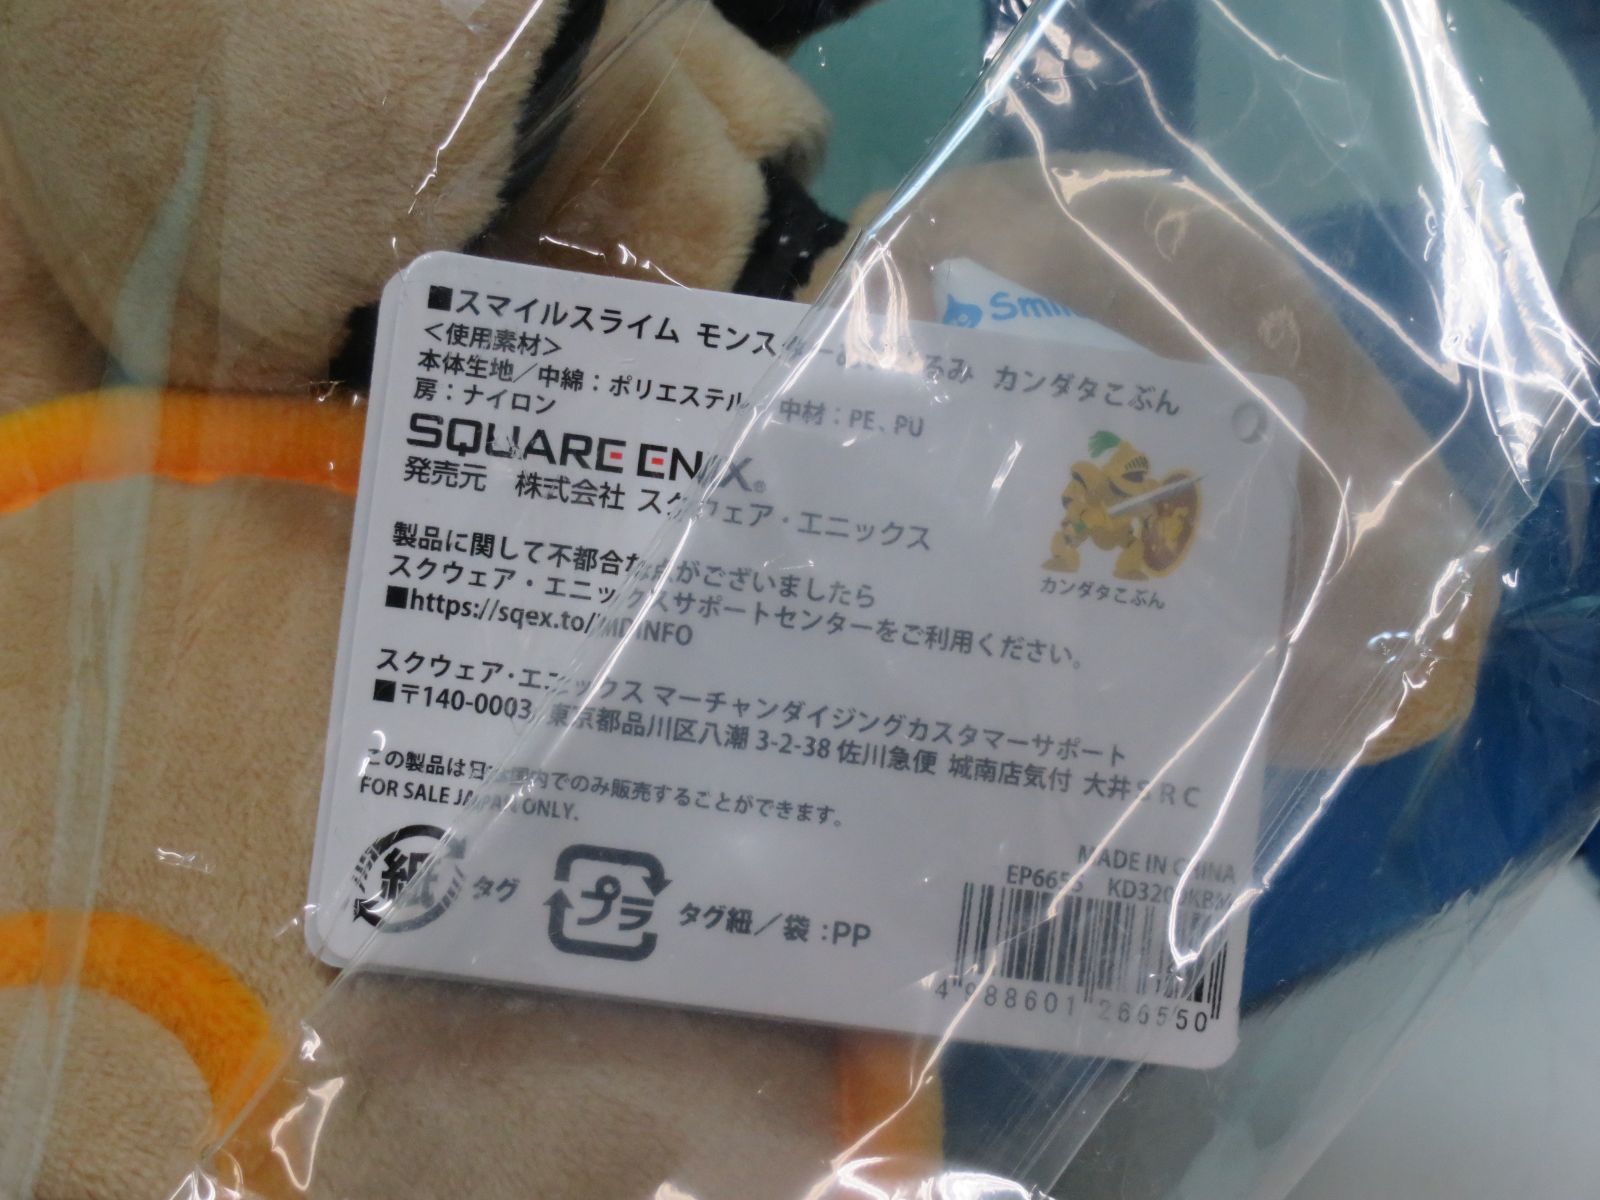 ■スマイルスライム モンスターぬいぐるみ カンダタこぶん
<使用素材>
本体生地／中綿：ポリエステル 中材：PE、PU
房：ナイロン
SQUARE ENIX®
発売元 株式会社 スクウェア・エニックス
カンダタこぶん
製品に関して不都合な点がございましたら
スクウェア・エニックスサポートセンターをご利用ください。
■https://sqex.to/MDINFO
スクウェア・エニックス マーチャンダイジングカスタマーサポート
■〒140-0003 東京都品川区八潮 3-2-38 佐川急便 城南店気付 大井ＳＲＣ
この製品は日本国内でのみ販売することができます。
FOR SALE JAPAN ONLY.
紙 タグ
プラ タグ紐／袋：PP
MADE IN CHINA
4 988601 266550